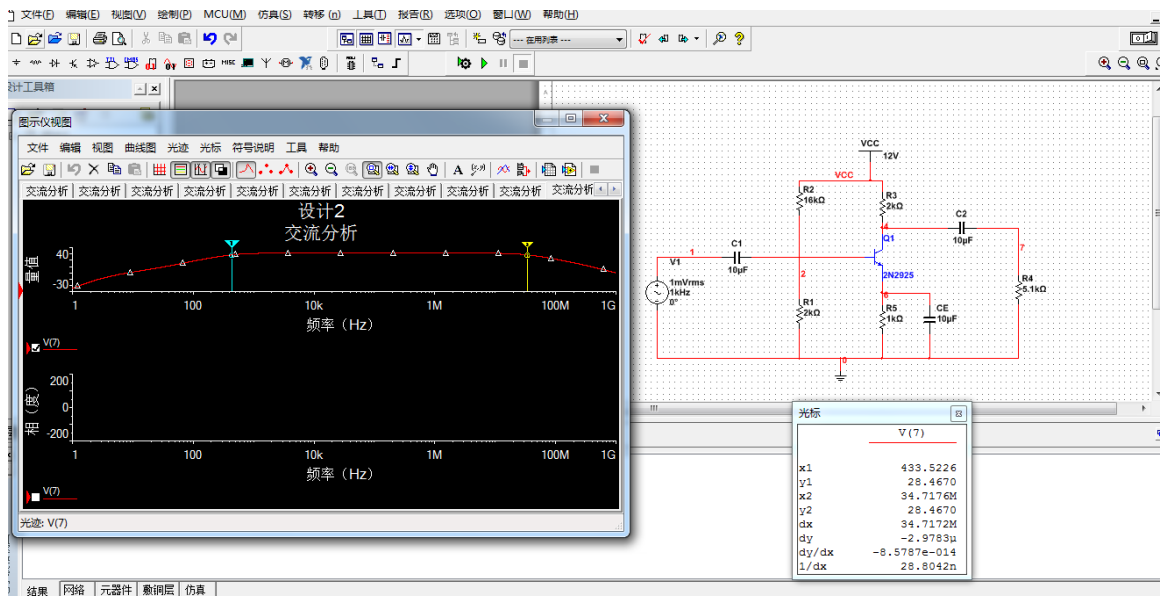 文件(F) 编辑(E) 视图(V) 绘制(P) MCU(M) 仿真(S) 转移 (n) 工具(T) 报告(R) 选项(O) 窗口(W) 帮助(H)
--- 在用列表 ---
MISC
设计工具箱
图示仪视图
文件 编辑 视图 曲线图 光迹 光标 符号说明 工具 帮助
交流分析 交流分析 交流分析 交流分析 交流分析 交流分析 交流分析 交流分析 交流分析 交流分析 交流分析
设计2
交流分析
量值
40
-30
1 100 10k 1M 100M 1G
频率（Hz）
V(7)
相（度）
200
0
-200
1 100 10k 1M 100M 1G
频率（Hz）
V(7)
光迹: V(7)
VCC
12V
VCC
R2
16kΩ
R3
2kΩ
4
C2
10µF
7
Q1
2N2925
1
C1
10µF
2
V1
1mVrms
1kHz
0°
R4
5.1kΩ
6
R1
2kΩ
R5
1kΩ
CE
10µF
0
光标
V(7)
x1 433.5226
y1 28.4670
x2 34.7176M
y2 28.4670
dx 34.7172M
dy -2.9783µ
dy/dx -8.5787e-014
1/dx 28.8042n
结果 网络 元器件 敷铜层 仿真